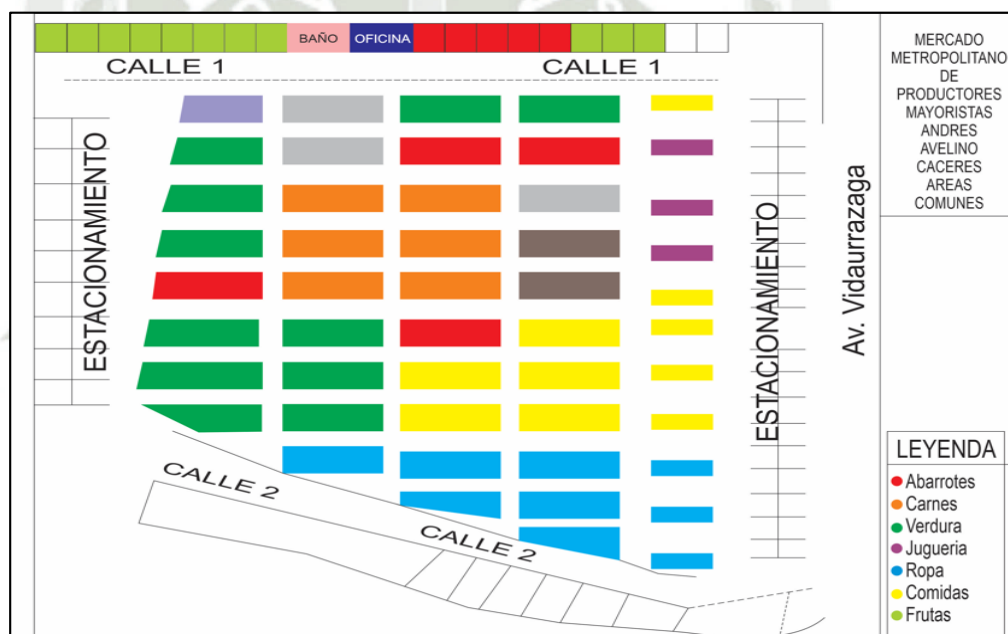 BAÑO
OFICINA
CALLE 1
CALLE 1
MERCADO
METROPOLITANO
DE
PRODUCTORES
MAYORISTAS
ANDRES
AVELINO
CACERES
AREAS
COMUNES
ESTACIONAMIENTO
ESTACIONAMIENTO
Av. Vidaurrazaga
CALLE 2
CALLE 2
LEYENDA
Abarrotes
Carnes
Verdura
Jugueria
Ropa
Comidas
Frutas